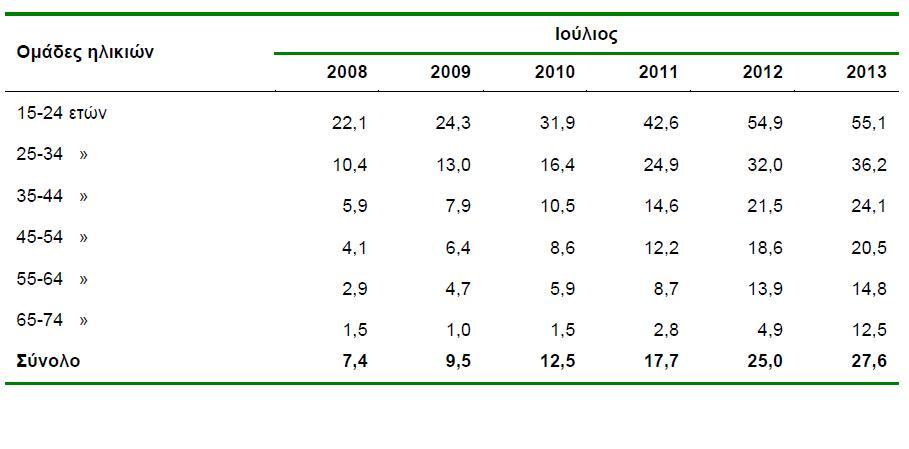 Ομάδες ηλικιών Ιούλιος
2008 2009 2010 2011 2012 2013
15-24 ετών 22,1 24,3 31,9 42,6 54,9 55,1
25-34 » 10,4 13,0 16,4 24,9 32,0 36,2
35-44 » 5,9 7,9 10,5 14,6 21,5 24,1
45-54 » 4,1 6,4 8,6 12,2 18,6 20,5
55-64 » 2,9 4,7 5,9 8,7 13,9 14,8
65-74 » 1,5 1,0 1,5 2,8 4,9 12,5
Σύνολο 7,4 9,5 12,5 17,7 25,0 27,6